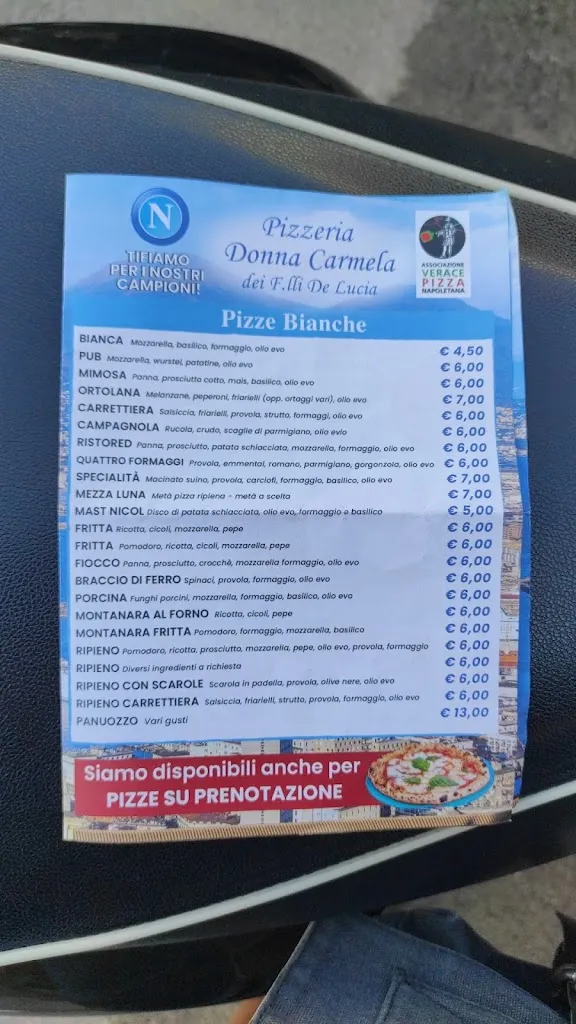 N
TIFIAMO
PER I NOSTRI
CAMPIONI!
Pizzeria
Donna Carmela
dei F.lli De Lucia
ASSOCIAZIONE
VERACE
PIZZA
NAPOLETANA
Pizze Bianche
BIANCA Mozzarella, basilico, formaggio, olio evo € 4,50
PUB Mozzarella, wurstel, patatine, olio evo € 6,00
MIMOSA Panna, prosciutto cotto, mais, basilico, olio evo € 6,00
ORTOLANA Melanzane, peperoni, friarielli (opp. ortaggi vari), olio evo € 7,00
CARRETTIERA Salsiccia, friarielli, provola, strutto, formaggi, olio evo € 6,00
CAMPAGNOLA Rucola, crudo, scaglie di parmigiano, olio evio € 6,00
RISTORED Panna, prosciutto, patata schiacciata, mozzarella, formaggio, olio evo € 6,00
QUATTRO FORMAGGI Provola, emmental, romano, parmigiano, gorgonzola, olio evo € 6,00
SPECIALITÀ Macinato suino, provola, carciofi, formaggio, basilico, olio evo € 7,00
MEZZA LUNA Metà pizza ripiena - metà a scelta € 7,00
MAST NICOL Disco di patata schiacciata, olio evo, formaggio e basilico € 5,00
FRITTA Ricotta, cicoli, mozzarella, pepe € 6,00
FRITTA Pomodoro, ricotta, cicoli, mozzarella, pepe € 6,00
FIOCCO Panna, prosciutto, crocchè, mozzarella formaggio, olio evo € 6,00
BRACCIO DI FERRO Spinaci, provola, formaggio, olio evo € 6,00
PORCINA Funghi porcini, mozzarella, formaggio, basilico, olio evo € 6,00
MONTANARA AL FORNO Ricotta, cicoli, pepe € 6,00
MONTANARA FRITTA Pomodoro, formaggio, mozzarella, basilico € 6,00
RIPIENO Pomodoro, ricotta, prosciutto, mozzarella, pepe, olio evo, provola, formaggio € 6,00
RIPIENO Diversi ingredienti a richiesta € 6,00
RIPIENO CON SCAROLE Scarola in padella, provola, olive nere, olio evo € 6,00
RIPIENO CARRETTIERA Salsiccia, friarielli, strutto, provola, formaggio, olio evo € 6,00
PANUOZZO Vari gusti € 13,00
Siamo disponibili anche per
PIZZE SU PRENOTAZIONE